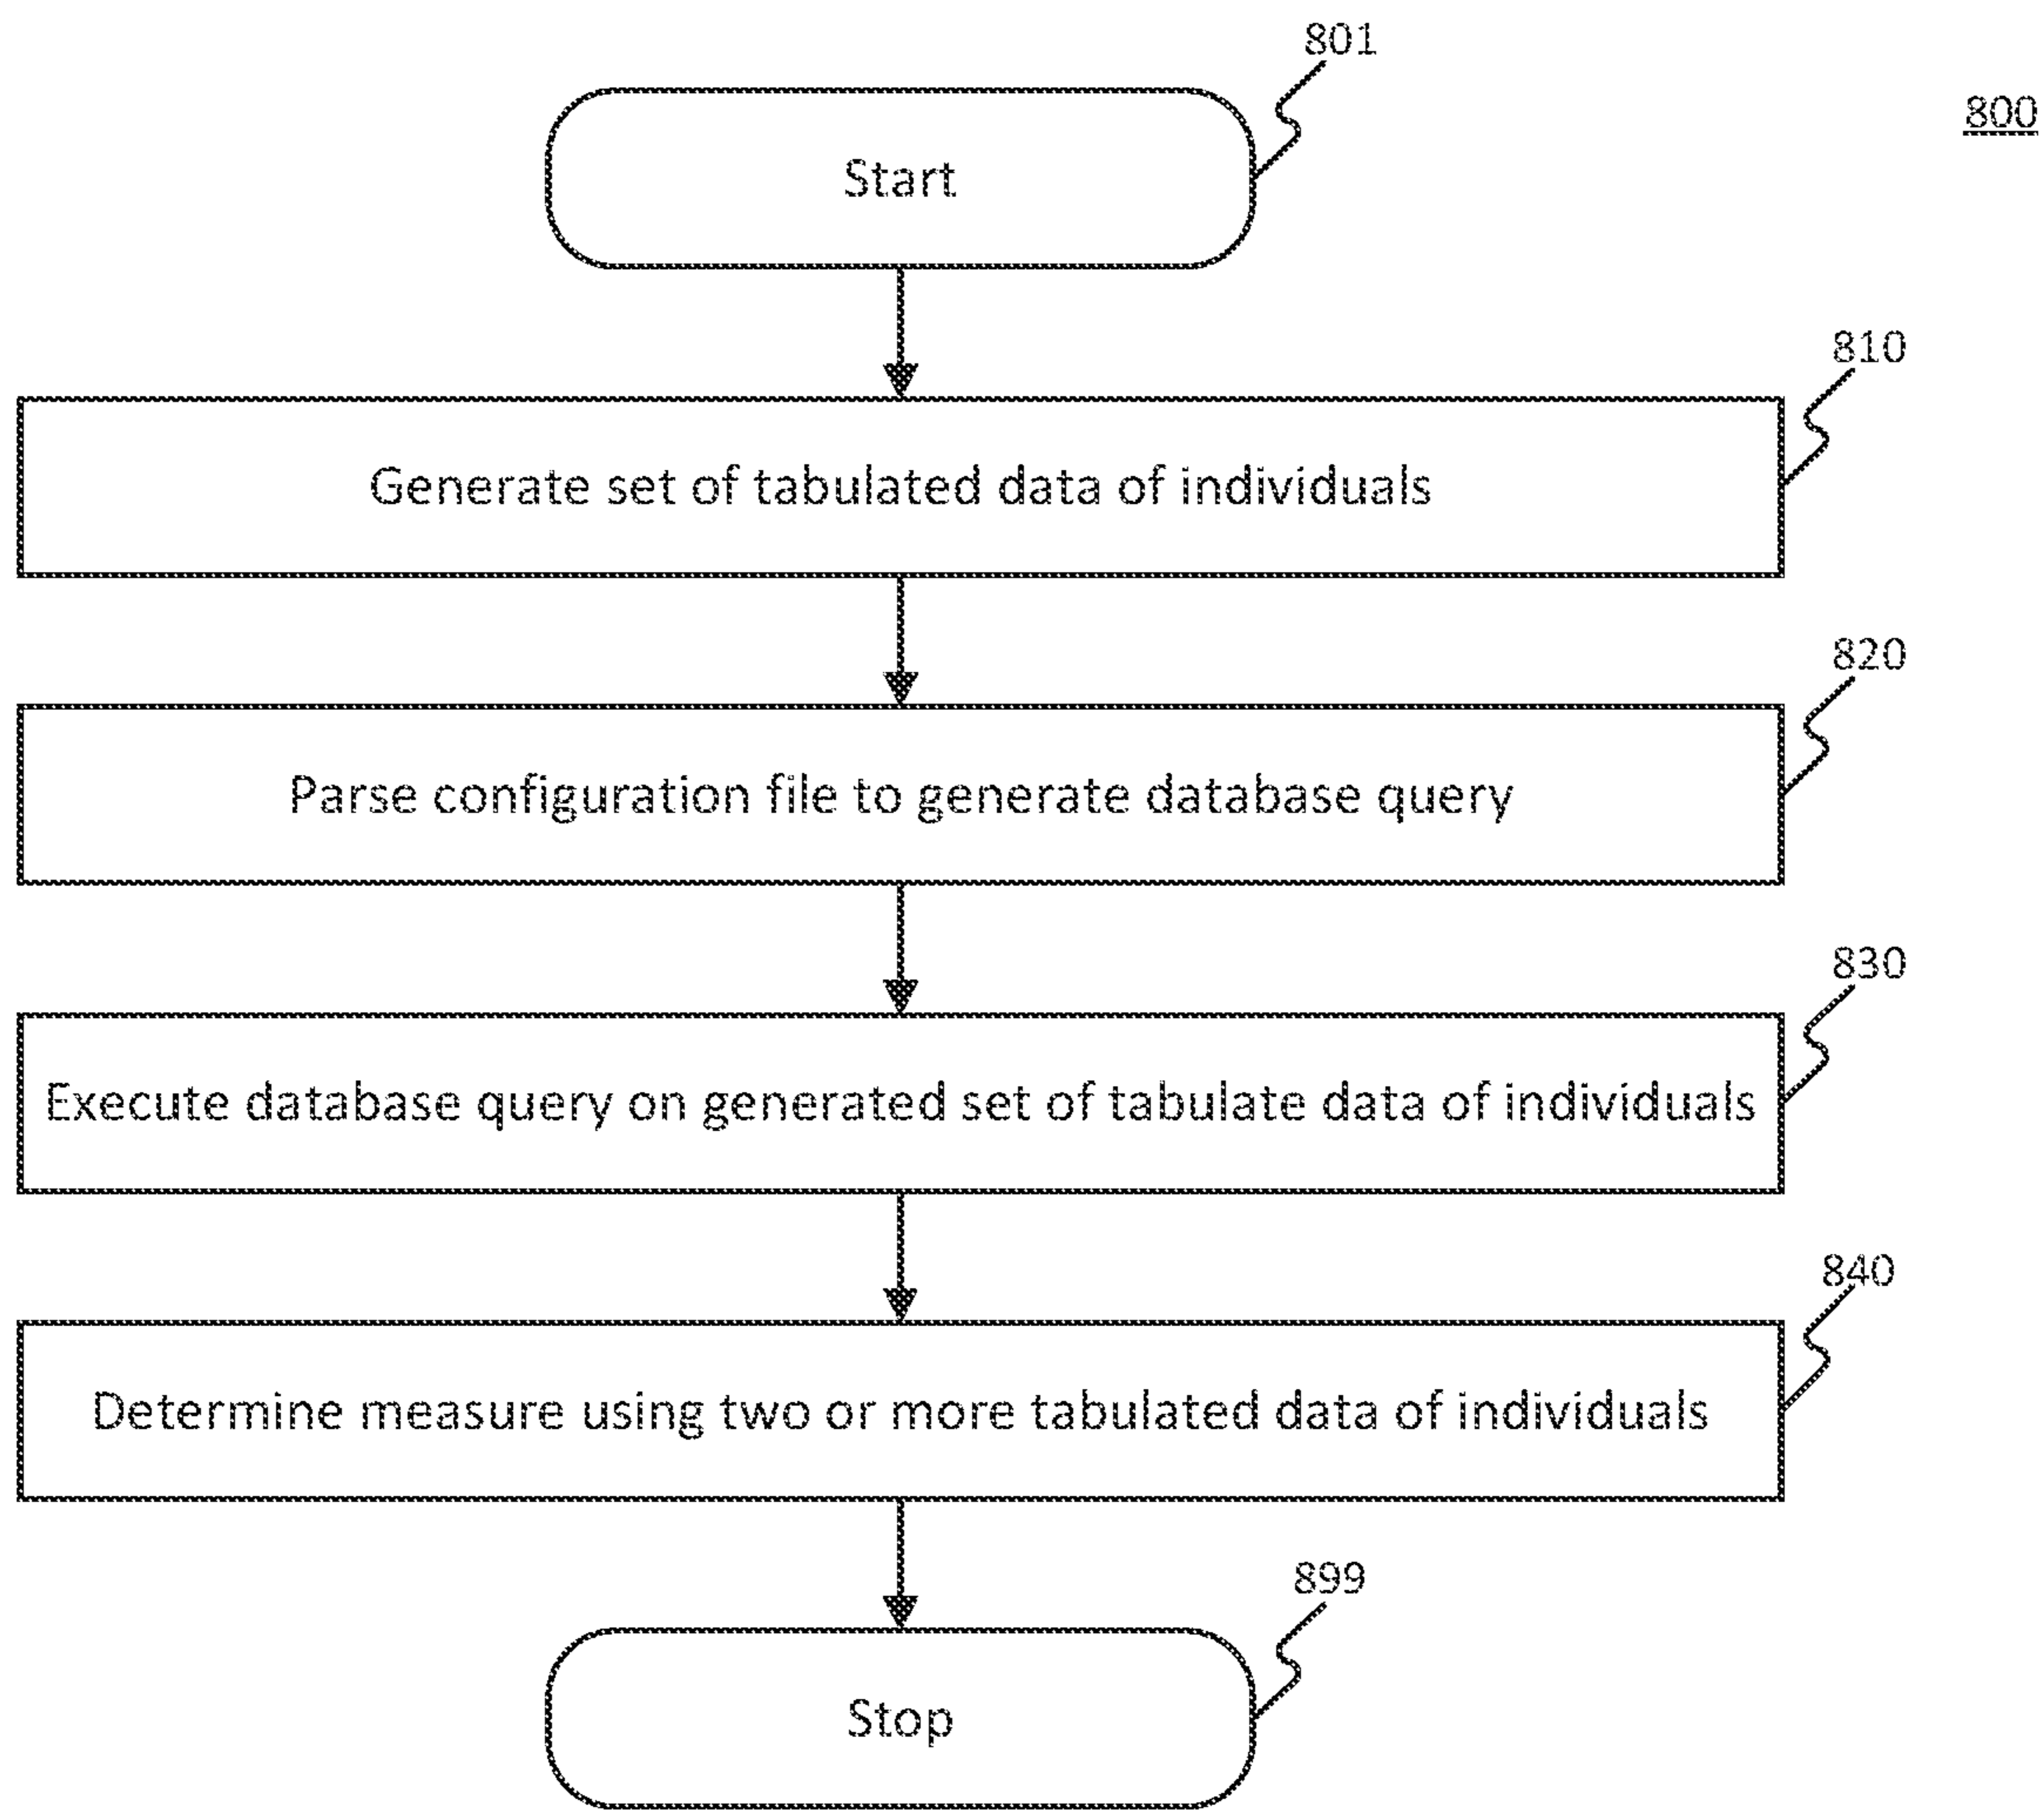 801
800
Start
810
Generate set of tabulated data of individuals
820
Parse configuration file to generate database query
830
Execute database query on generated set of tabulate data of individuals
840
Determine measure using two or more tabulated data of individuals
899
Stop